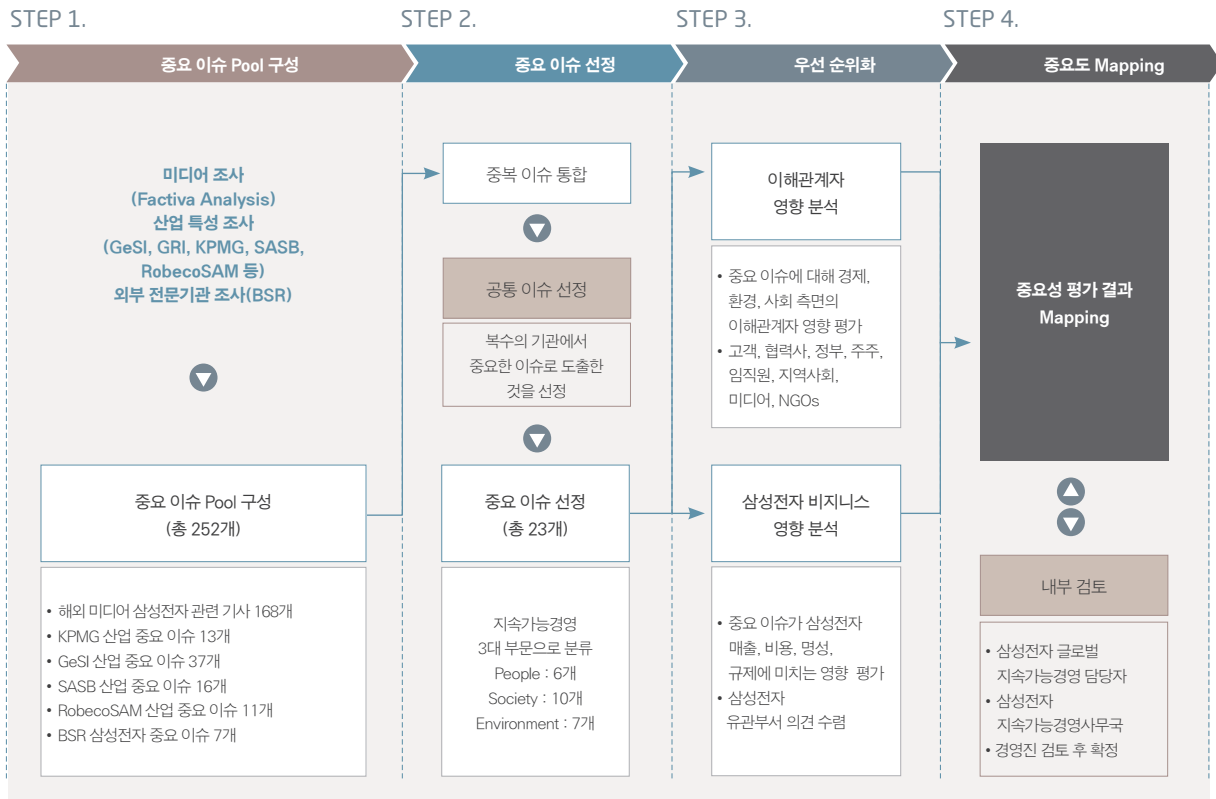 STEP 1.
중요 이슈 Pool 구성
미디어 조사
(Factiva Analysis)
산업 특성 조사
(GeSI, GRI, KPMG, SASB,
RobecoSAM 등)
외부 전문기관 조사(BSR)
중요 이슈 Pool 구성
(총 252개)
• 해외 미디어 삼성전자 관련 기사 168개
• KPMG 산업 중요 이슈 13개
• GeSI 산업 중요 이슈 37개
• SASB 산업 중요 이슈 16개
• RobecoSAM 산업 중요 이슈 11개
• BSR 삼성전자 중요 이슈 7개
STEP 2.
중요 이슈 선정
중복 이슈 통합
공통 이슈 선정
복수의 기관에서
중요한 이슈로 도출한
것을 선정
중요 이슈 선정
(총 23개)
지속가능경영
3대 부문으로 분류
People : 6개
Society : 10개
Environment : 7개
STEP 3.
우선 순위화
이해관계자
영향 분석
• 중요 이슈에 대해 경제,
환경, 사회 측면의
이해관계자 영향 평가
• 고객, 협력사, 정부, 주주,
임직원, 지역사회,
미디어, NGOs
삼성전자 비지니스
영향 분석
• 중요 이슈가 삼성전자
매출, 비용, 명성,
규제에 미치는 영향 평가
• 삼성전자
유관부서 의견 수렴
STEP 4.
중요도 Mapping
중요성 평가 결과
Mapping
내부 검토
• 삼성전자 글로벌
지속가능경영 담당자
• 삼성전자
지속가능경영사무국
• 경영진 검토 후 확정